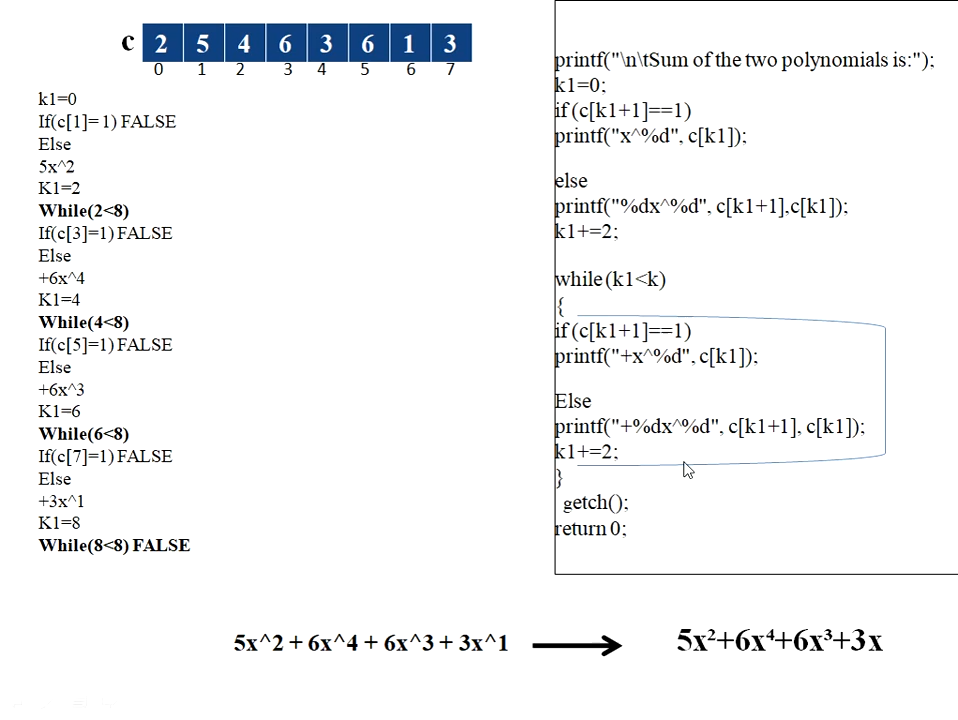 c 2 5 4 6 3 6 1 3
0 1 2 3 4 5 6 7
k1=0
If(c[1]=1) FALSE
Else
5x^2
K1=2
While(2<8)
If(c[3]=1) FALSE
Else
+6x^4
K1=4
While(4<8)
If(c[5]=1) FALSE
Else
+6x^3
K1=6
While(6<8)
If(c[7]=1) FALSE
Else
+3x^1
K1=8
While(8<8) FALSE
printf("\n\tSum of the two polynomials is:");
k1=0;
if (c[k1+1]==1)
printf("x^%d", c[k1]);
else
printf("%dx^%d", c[k1+1],c[k1]);
k1+=2;
while (k1<k)
{
if (c[k1+1]==1)
printf("+x^%d", c[k1]);
Else
printf("+%dx^%d", c[k1+1], c[k1]);
k1+=2;
}
getch();
return 0;
5x^2 + 6x^4 + 6x^3 + 3x^1
5x²+6x⁴+6x³+3x